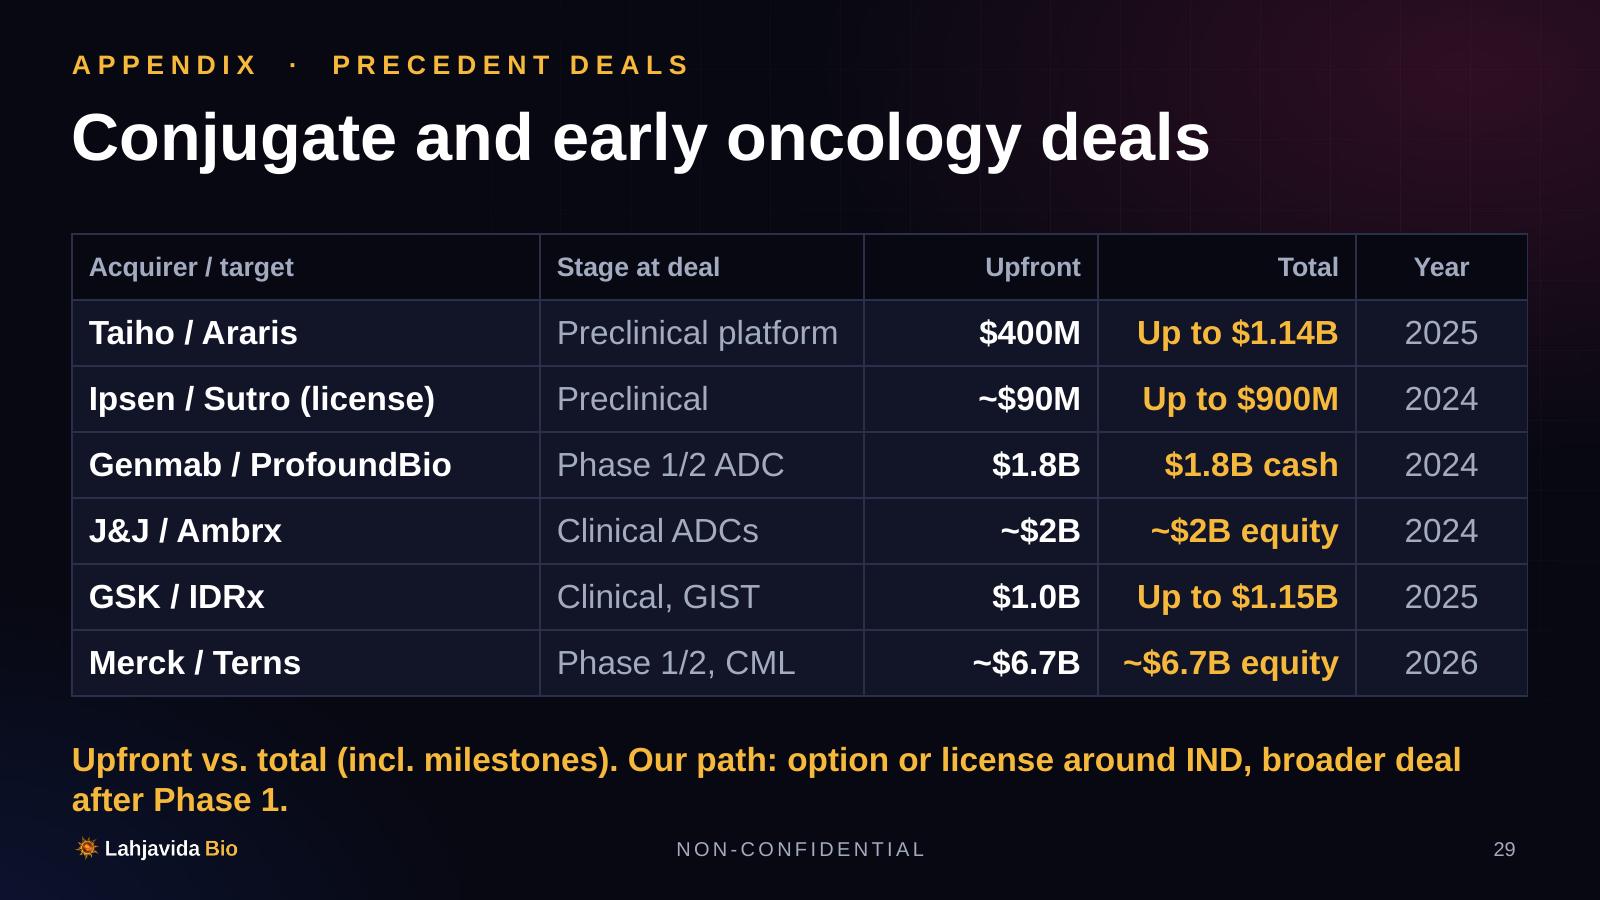 APPENDIX · PRECEDENT DEALS
Conjugate and early oncology deals
Acquirer / target Stage at deal Upfront Total Year
Taiho / Araris Preclinical platform $400M Up to $1.14B 2025
Ipsen / Sutro (license) Preclinical ~$90M Up to $900M 2024
Genmab / ProfoundBio Phase 1/2 ADC $1.8B $1.8B cash 2024
J&J / Ambrx Clinical ADCs ~$2B ~$2B equity 2024
GSK / IDRx Clinical, GIST $1.0B Up to $1.15B 2025
Merck / Terns Phase 1/2, CML ~$6.7B ~$6.7B equity 2026
Upfront vs. total (incl. milestones). Our path: option or license around IND, broader deal
after Phase 1.
Lahjavida Bio NON-CONFIDENTIAL 29